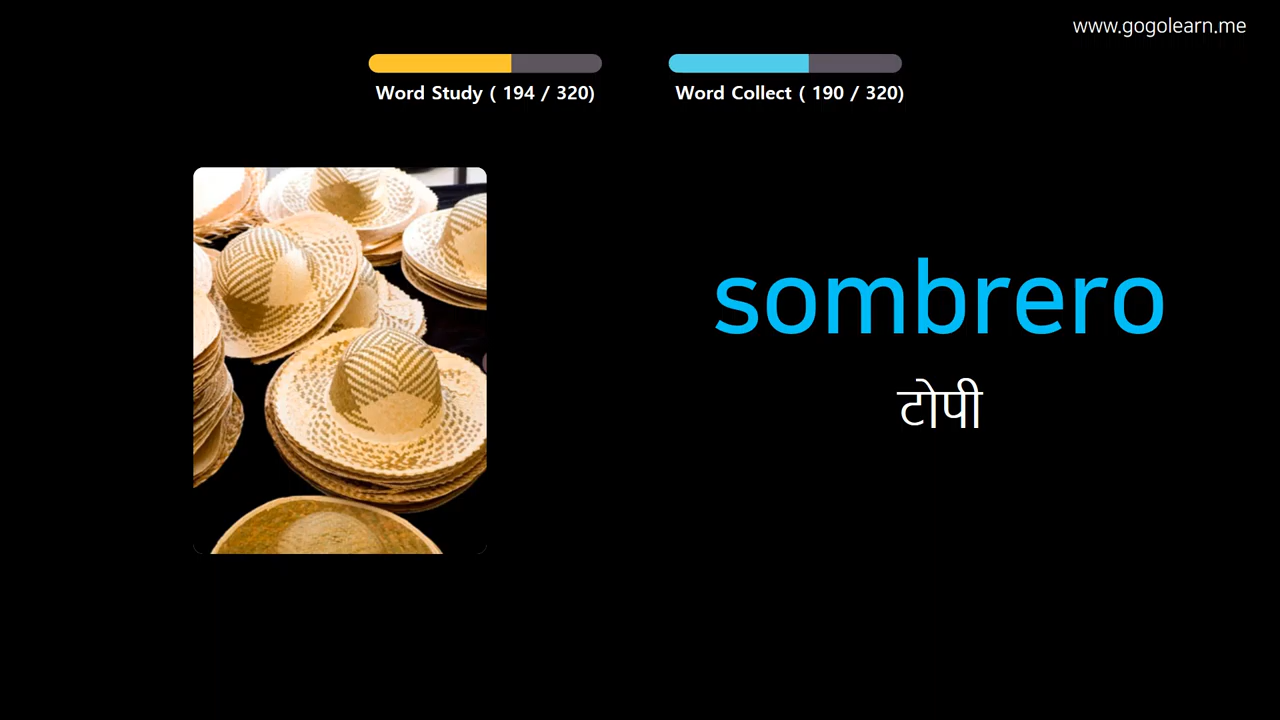 www.gogolearn.me
Word Study ( 194 / 320)
Word Collect ( 190 / 320)
sombrero
टोपी